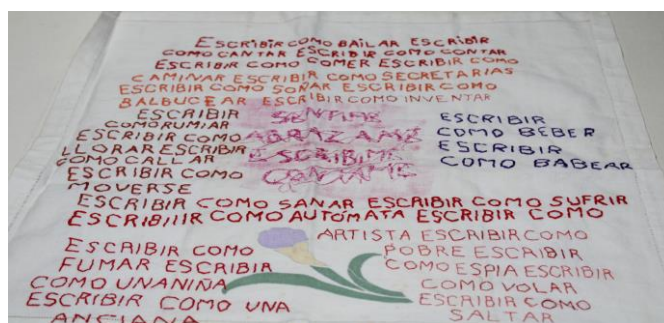 ESCRIBIR COMO BAILAR ESCRIBIR
COMO CANTAR ESCRIBIR COMO CONTAR
ESCRIBIR COMO COMER ESCRIBIR COMO
CAMINAR ESCRIBIR COMO SECRETARIAS
ESCRIBIR COMO SOÑAR ESCRIBIR COMO
BALBUCEAR ESCRIBIR COMO INVENTAR
ESCRIBIR
COMO RUMIAR
ESCRIBIR COMO
LLORAR ESCRIBIR
COMO CALLAR
ESCRIBIR COMO
MOVERSE
ABRAZAME
ESCRIBIME
ESCRIBIR
COMO BEBER
ESCRIBIR
COMO BABEAR
ESCRIBIR COMO SANAR ESCRIBIR COMO SUFRIR
ESCRIBIIIR COMO AUTÓMATA ESCRIBIR COMO
ESCRIBIR COMO
FUMAR ESCRIBIR
COMO UNA NIÑA
ESCRIBIR COMO UNA
ANCIANA
ARTISTA ESCRIBIR COMO
POBRE ESCRIBIR
COMO ESPIA ESCRIBIR
COMO VOLAR
ESCRIBIR COMO
SALTAR